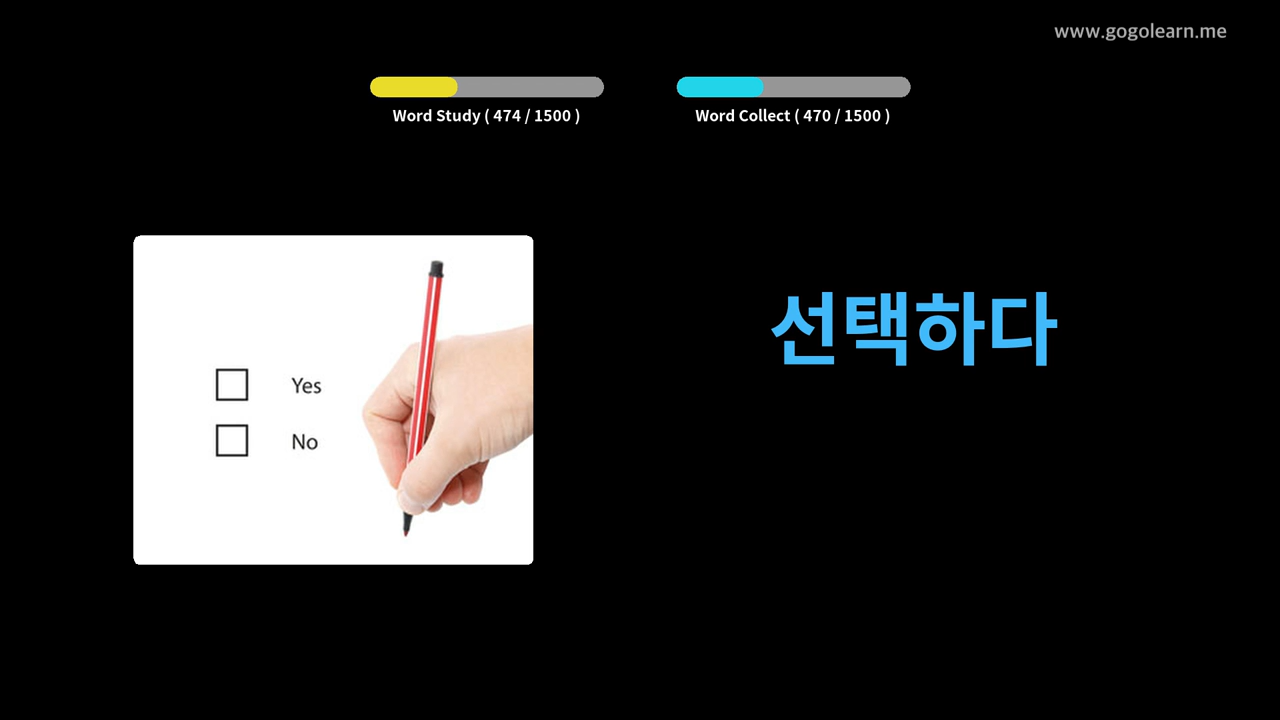 www.gogolearn.me
Word Study ( 474 / 1500 )
Word Collect ( 470 / 1500 )
선택하다
Yes
No